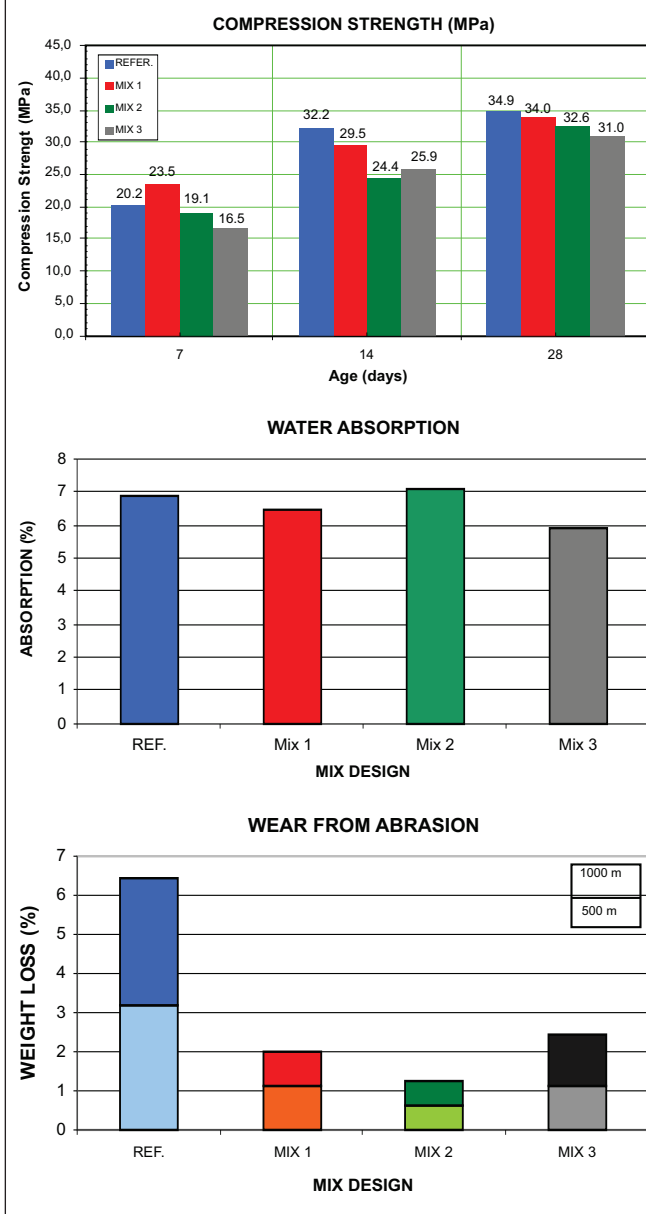 COMPRESSION STRENGTH (MPa)
45,0
40,0
35,0
30,0
25,0
20,0
15,0
10,0
5,0
0,0
Compression Strengt (MPa)
REFER.
MIX 1
MIX 2
MIX 3
20.2
23.5
19.1
16.5
32.2
29.5
24.4
25.9
34.9
34.0
32.6
31.0
7
14
28
Age (days)
WATER ABSORPTION
8
7
6
5
4
3
2
1
0
ABSORPTION (%)
REF.
Mix 1
Mix 2
Mix 3
MIX DESIGN
WEAR FROM ABRASION
7
6
5
4
3
2
1
0
WEIGHT LOSS (%)
1000 m
500 m
REF.
MIX 1
MIX 2
MIX 3
MIX DESIGN